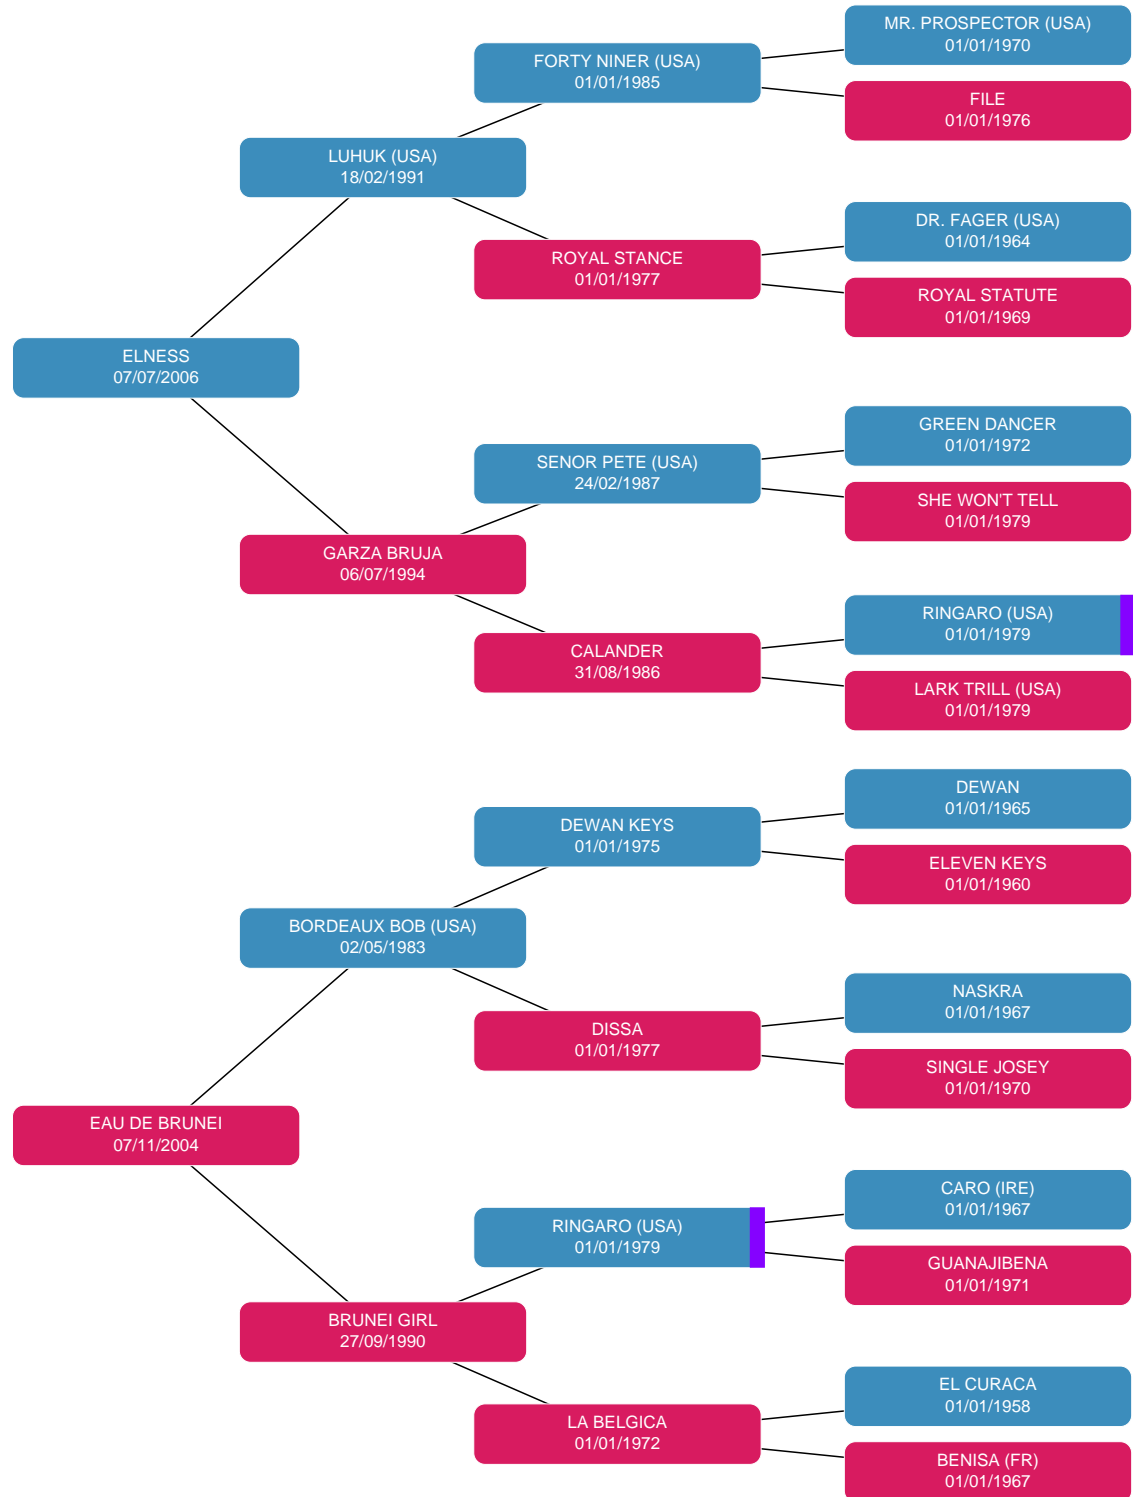 MR. PROSPECTOR (USA)
01/01/1970
FORTY NINER (USA)
01/01/1985
FILE
01/01/1976
LUHUK (USA)
18/02/1991
DR. FAGER (USA)
01/01/1964
ROYAL STANCE
01/01/1977
ROYAL STATUTE
01/01/1969
ELNESS
07/07/2006
GREEN DANCER
01/01/1972
SENOR PETE (USA)
24/02/1987
SHE WON'T TELL
01/01/1979
GARZA BRUJA
06/07/1994
RINGARO (USA)
01/01/1979
CALANDER
31/08/1986
LARK TRILL (USA)
01/01/1979
DEWAN
01/01/1965
DEWAN KEYS
01/01/1975
ELEVEN KEYS
01/01/1960
BORDEAUX BOB (USA)
02/05/1983
NASKRA
01/01/1967
DISSA
01/01/1977
SINGLE JOSEY
01/01/1970
EAU DE BRUNEI
07/11/2004
CARO (IRE)
01/01/1967
RINGARO (USA)
01/01/1979
GUANAJIBENA
01/01/1971
BRUNEI GIRL
27/09/1990
EL CURACA
01/01/1958
LA BELGICA
01/01/1972
BENISA (FR)
01/01/1967